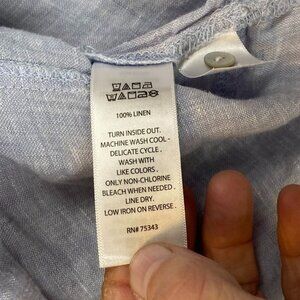 100% LINEN
TURN INSIDE OUT.
MACHINE WASH COOL -
DELICATE CYCLE .
WASH WITH
LIKE COLORS .
ONLY NON-CHLORINE
BLEACH WHEN NEEDED .
LINE DRY.
LOW IRON ON REVERSE .
RN# 75343